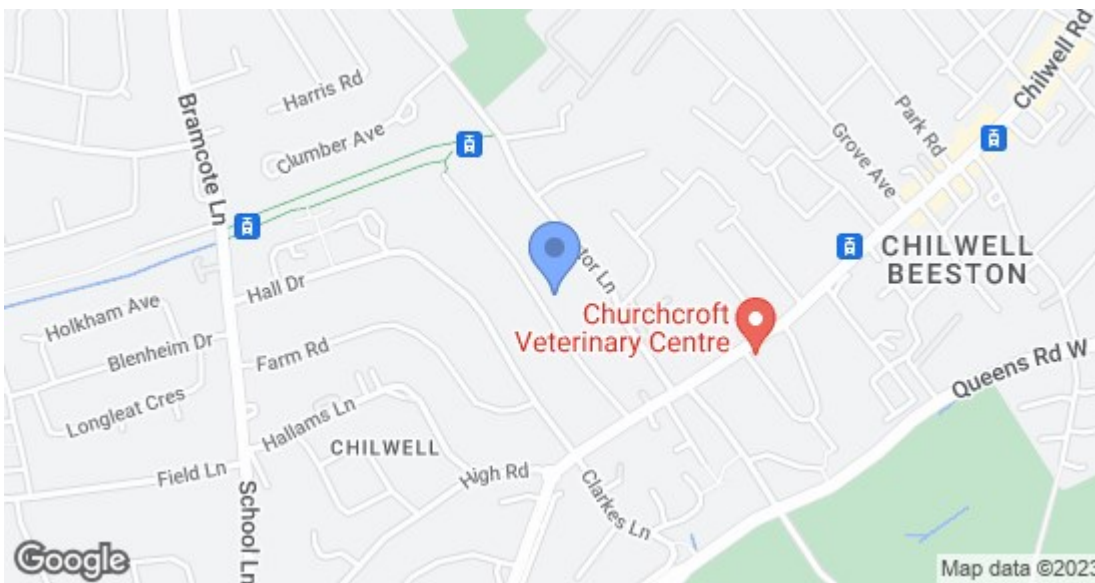 Harris Rd
Clumber Ave
Bramcote Ln
Chilwell Rd
Park Rd
Grove Ave
CHILWELL
BEESTON
Hall Dr
Holkham Ave
Blenheim Dr
Longleat Cres
Farm Rd
Hallams Ln
CHILWELL
Field Ln
School Ln
High Rd
Clarkes Ln
tor Ln
Churchcroft
Veterinary Centre
Queens Rd W
Google
Map data ©2023